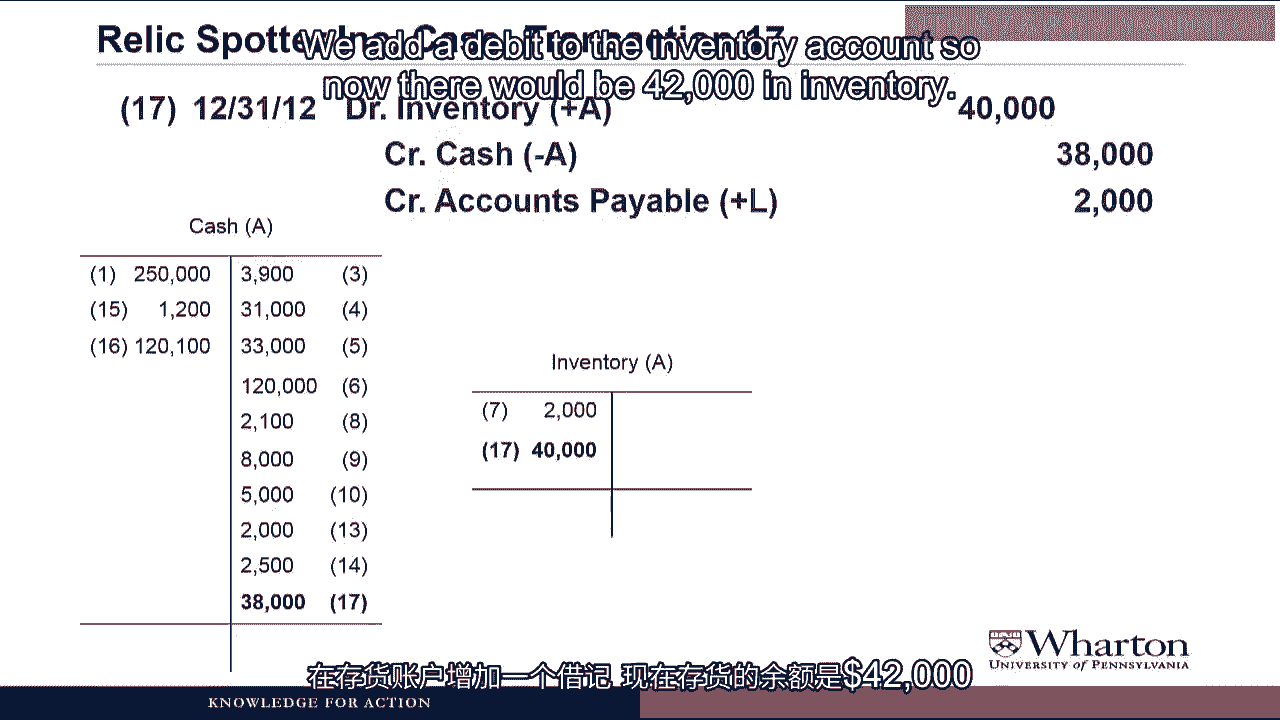 Relic Spotter Inc. Case: Transaction 17
We add a debit to the inventory account so
now there would be 42,000 in inventory.
(17) 12/31/12 Dr. Inventory (+A) 40,000
Cr. Cash (-A) 38,000
Cr. Accounts Payable (+L) 2,000
Cash (A)
(1) 250,000 3,900 (3)
(15) 1,200 31,000 (4)
(16) 120,100 33,000 (5)
120,000 (6)
2,100 (8)
8,000 (9)
5,000 (10)
2,000 (13)
2,500 (14)
38,000 (17)
Inventory (A)
(7) 2,000
(17) 40,000
Wharton
UNIVERSITY of PENNSYLVANIA
在存货账户增加一个借记 现在存货的余额是$42,000
KNOWLEDGE FOR ACTION